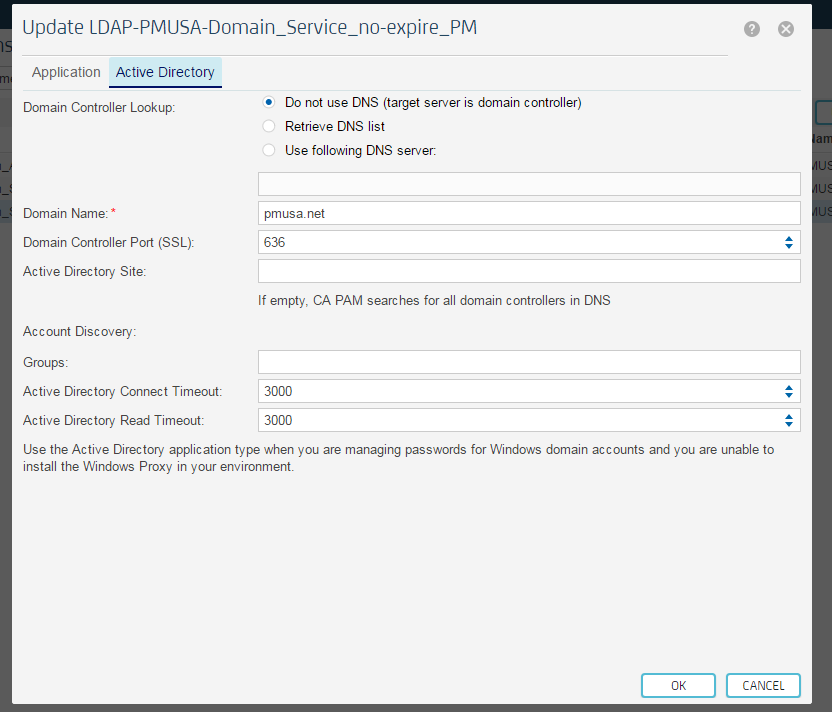 Update LDAP-PMUSA-Domain_Service_no-expire_PM
Application Active Directory
Domain Controller Lookup:
Do not use DNS (target server is domain controller)
Retrieve DNS list
Use following DNS server:
Domain Name: *
pmusa.net
Domain Controller Port (SSL):
636
Active Directory Site:
If empty, CA PAM searches for all domain controllers in DNS
Account Discovery:
Groups:
Active Directory Connect Timeout:
3000
Active Directory Read Timeout:
3000
Use the Active Directory application type when you are managing passwords for Windows domain accounts and you are unable to
install the Windows Proxy in your environment.
OK CANCEL